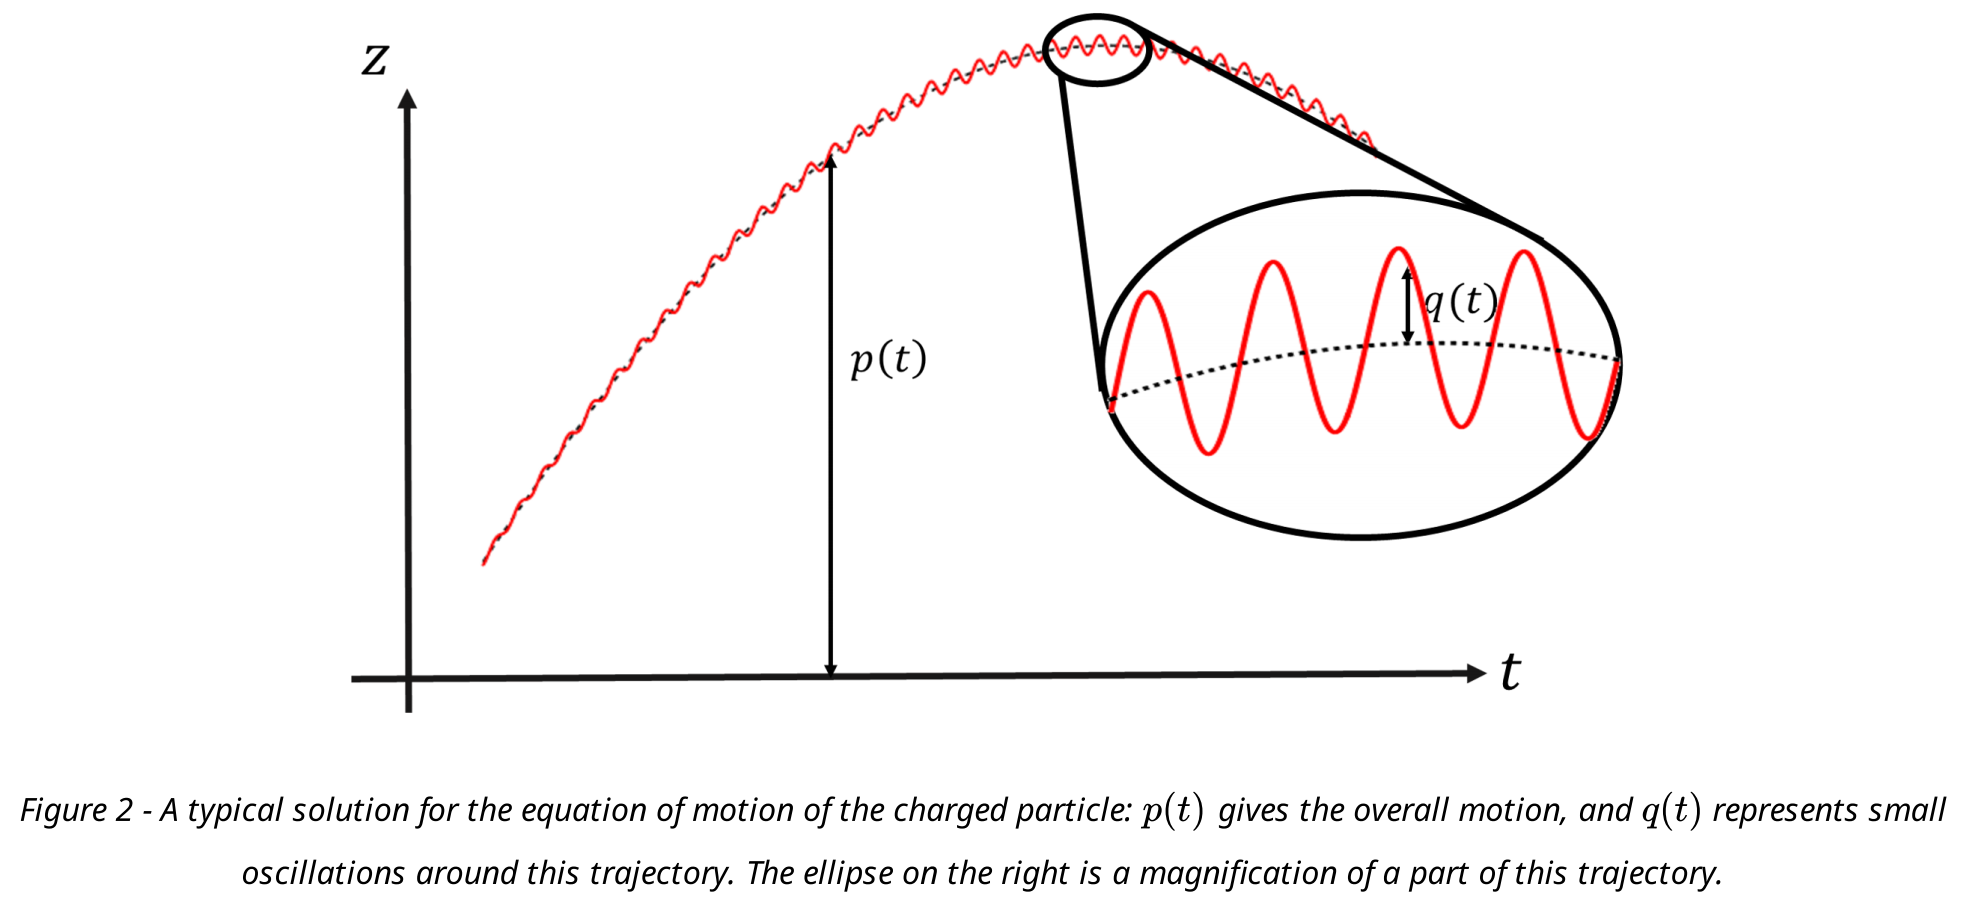 z
p(t)
q(t)
t
Figure 2 - A typical solution for the equation of motion of the charged particle: p(t) gives the overall motion, and q(t) represents small
oscillations around this trajectory. The ellipse on the right is a magnification of a part of this trajectory.